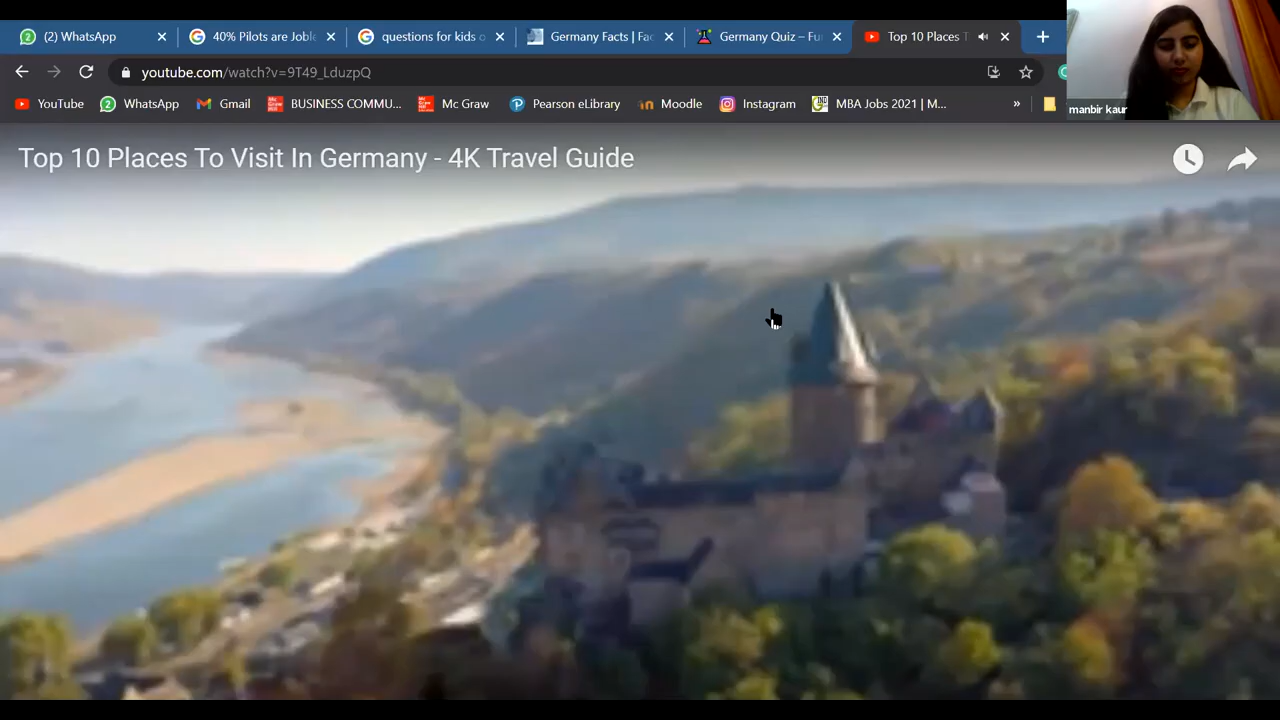 (2) WhatsApp
40% Pilots are Joble
questions for kids o
Germany Facts | Fac
Germany Quiz – Fu
Top 10 Places T
youtube.com/watch?v=9T49_LduzpQ
YouTube
WhatsApp
Gmail
BUSINESS COMMU...
Mc Graw
Pearson eLibrary
Moodle
Instagram
MBA Jobs 2021 | M...
»
manbir kaur
Top 10 Places To Visit In Germany - 4K Travel Guide